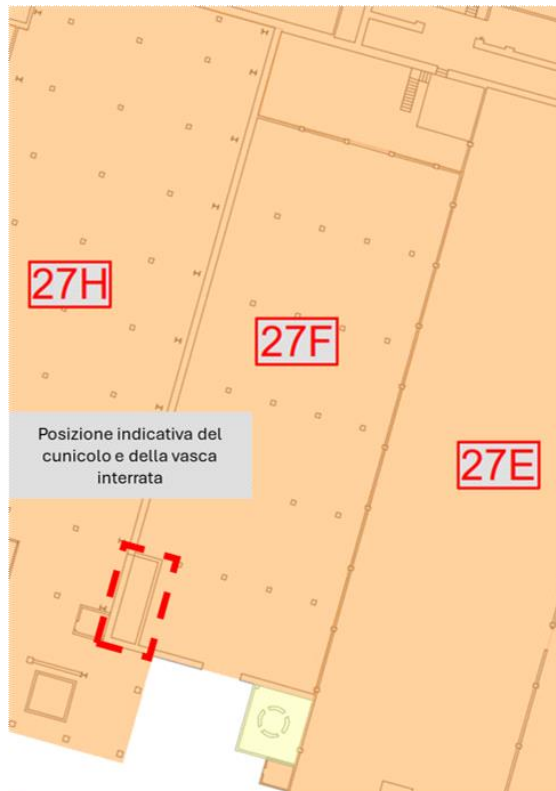 27H
27F
Posizione indicativa del
cunicolo e della vasca
interrata
27E